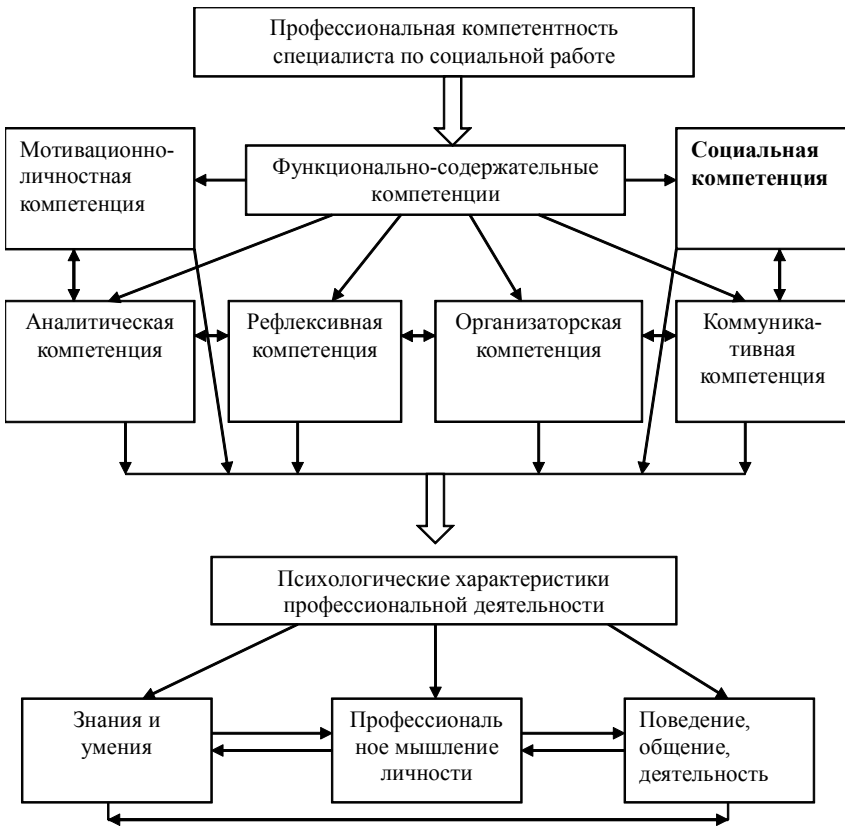 Профессиональная компетентность
специалиста по социальной работе
Мотивационно-
личностная
компетенция
Функционально-содержательные
компетенции
Социальная
компетенция
Аналитическая
компетенция
Рефлексивная
компетенция
Организаторская
компетенция
Коммуника-
тивная
компетенция
Психологические характеристики
профессиональной деятельности
Знания и
умения
Профессиональ
ное мышление
личности
Поведение,
общение,
деятельность